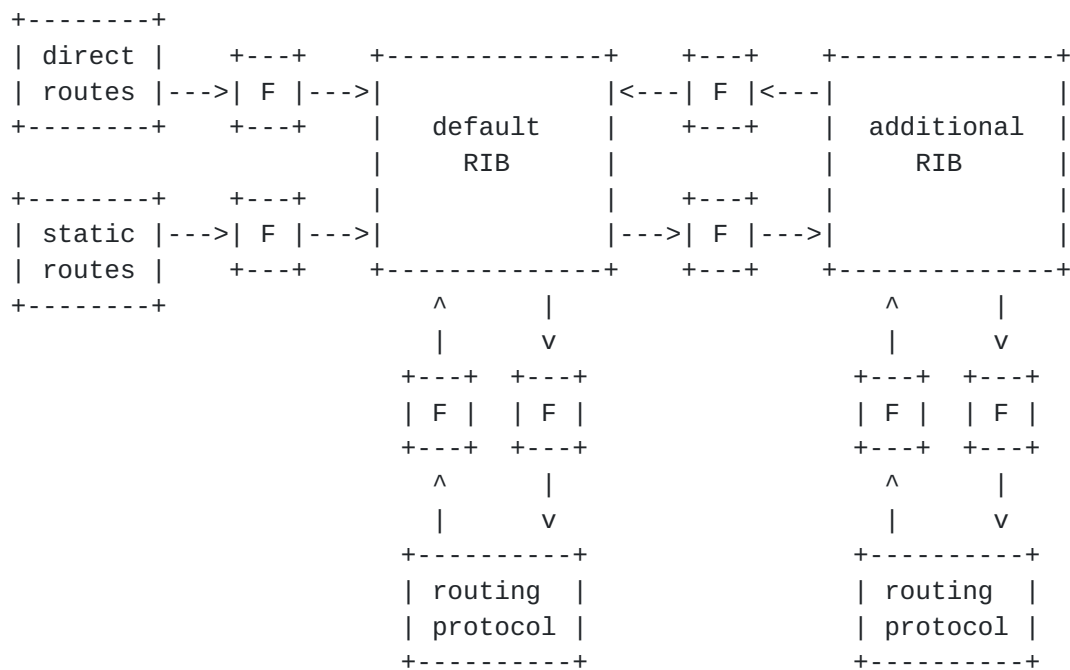 +--------+
| direct |     +---+    +--------------+    +---+    +--------------+
| routes |--->| F |--->|              |<---| F |<---|              |
+--------+    +---+    |   default    |    +---+    |  additional  |
                       |     RIB      |             |     RIB      |
+--------+    +---+    |              |    +---+    |              |
| static |--->| F |--->|              |--->| F |--->|              |
| routes |    +---+    +--------------+    +---+    +--------------+
+--------+                 ^      |                     ^      |
                           |      v                     |      v
                         +---+  +---+                 +---+  +---+
                         | F |  | F |                 | F |  | F |
                         +---+  +---+                 +---+  +---+
                           ^      |                     ^      |
                           |      v                     |      v
                         +----------+                 +----------+
                         | routing  |                 | routing  |
                         | protocol |                 | protocol |
                         +----------+                 +----------+